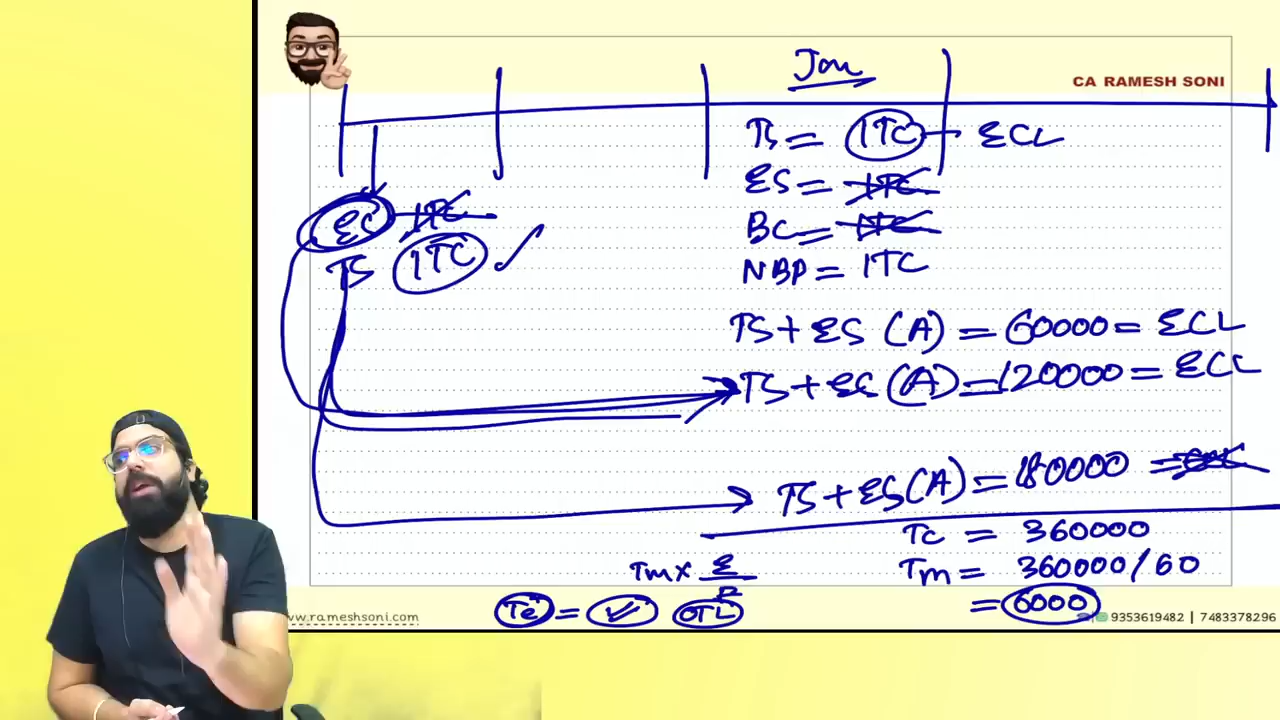 Jan
CA RAMESH SONI
TS = ITC - ECL
ES = ITC
BC = ITC
NBP = ITC
ITC
TS ITC ✓
TS + ES (A) = 60000 = ECL
TS + ES (A) = 120000 = ECL
TS + ES (A) = 180000 =
Tc = 360000
Tm = 360000/60
= 6000
Tm × E
Te = ✓ OTL
www.rameshsoni.com
9353619482 | 7483378296